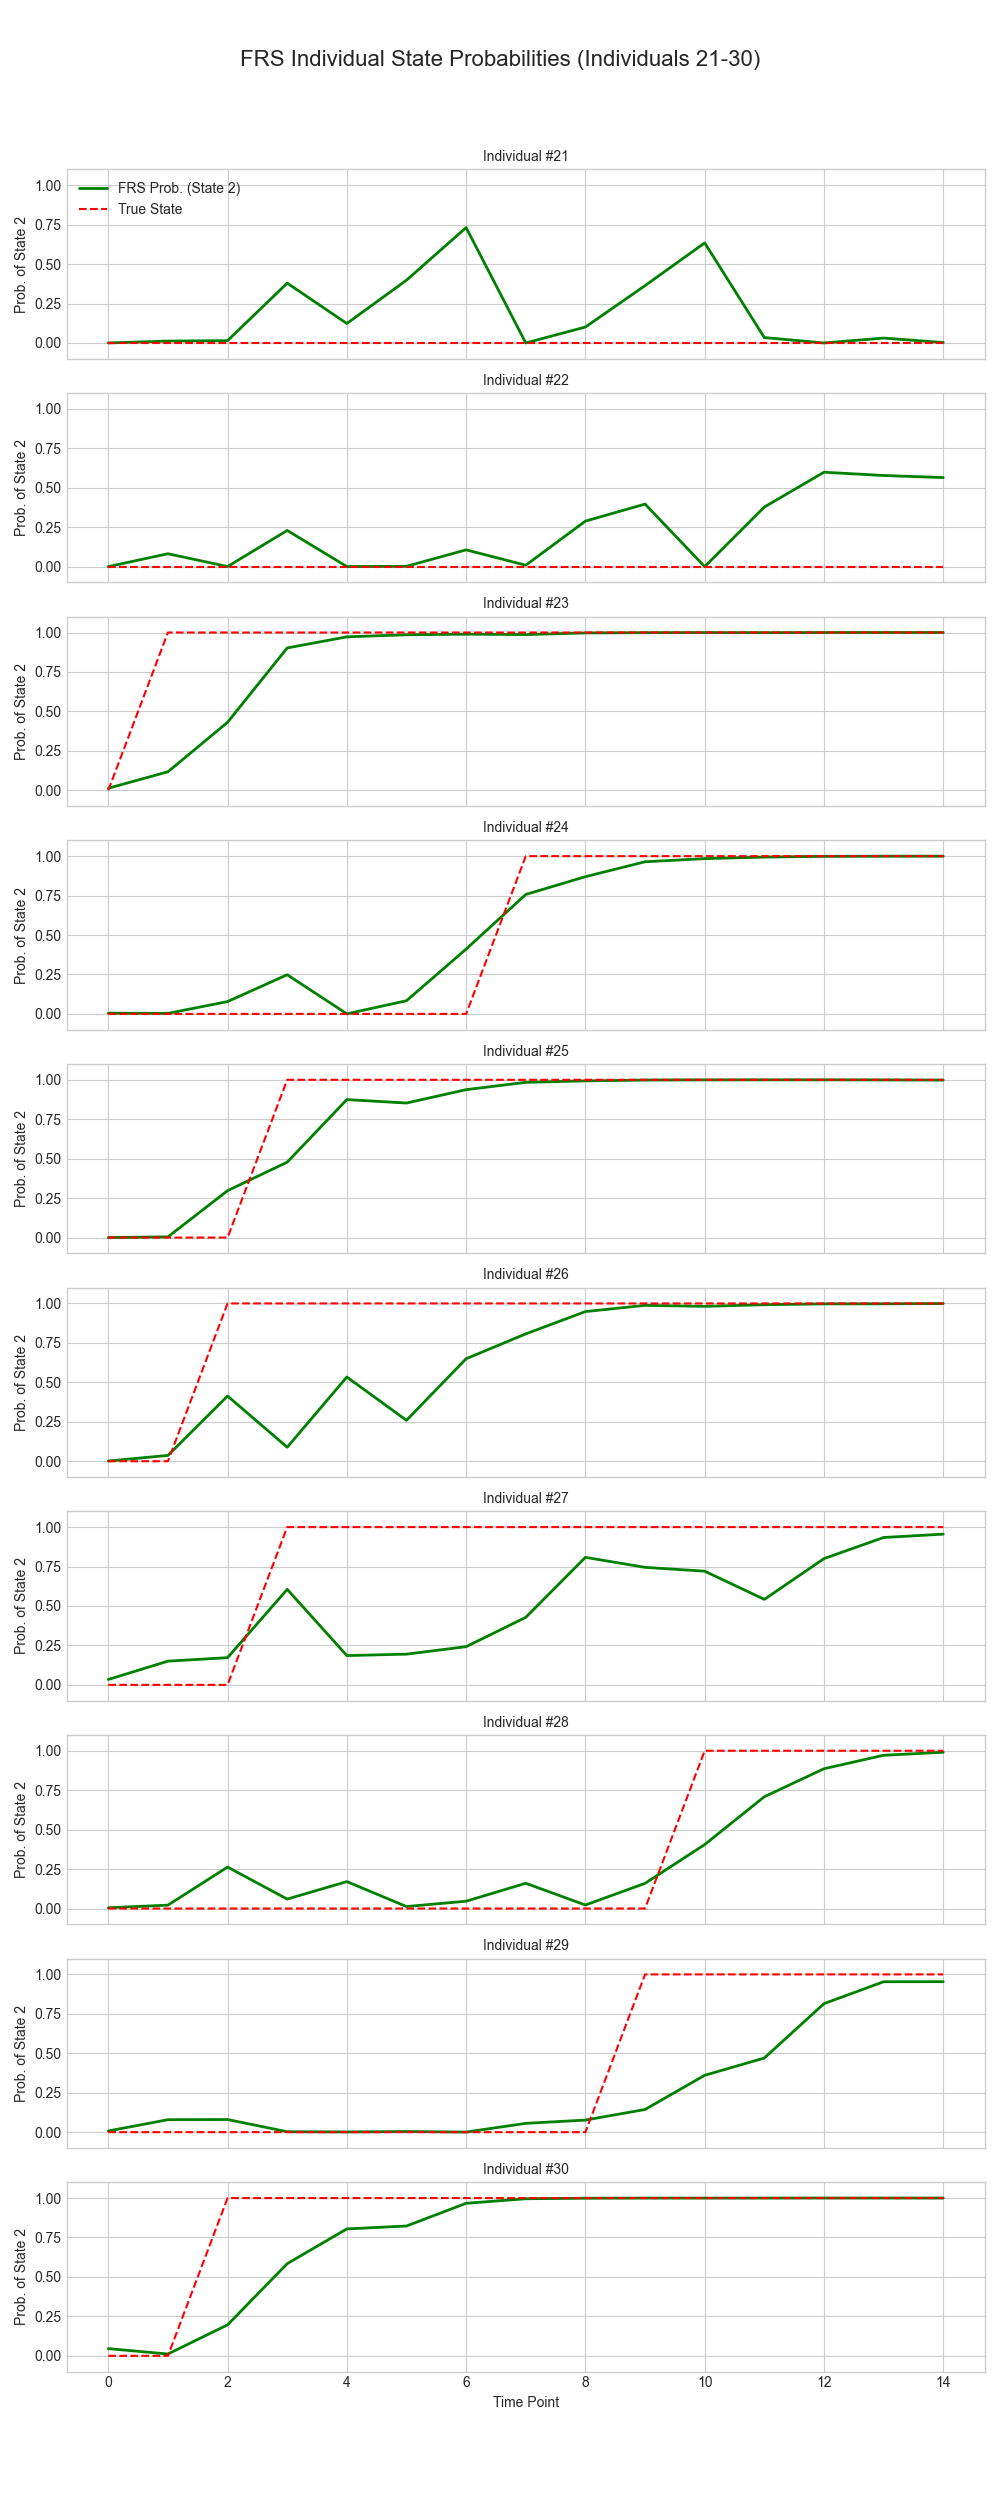 FRS Individual State Probabilities (Individuals 21-30)
Individual #21
FRS Prob. (State 2)
True State
Prob. of State 2
1.00
0.75
0.50
0.25
0.00
Individual #22
Prob. of State 2
1.00
0.75
0.50
0.25
0.00
Individual #23
Prob. of State 2
1.00
0.75
0.50
0.25
0.00
Individual #24
Prob. of State 2
1.00
0.75
0.50
0.25
0.00
Individual #25
Prob. of State 2
1.00
0.75
0.50
0.25
0.00
Individual #26
Prob. of State 2
1.00
0.75
0.50
0.25
0.00
Individual #27
Prob. of State 2
1.00
0.75
0.50
0.25
0.00
Individual #28
Prob. of State 2
1.00
0.75
0.50
0.25
0.00
Individual #29
Prob. of State 2
1.00
0.75
0.50
0.25
0.00
Individual #30
Prob. of State 2
1.00
0.75
0.50
0.25
0.00
0 2 4 6 8 10 12 14
Time Point